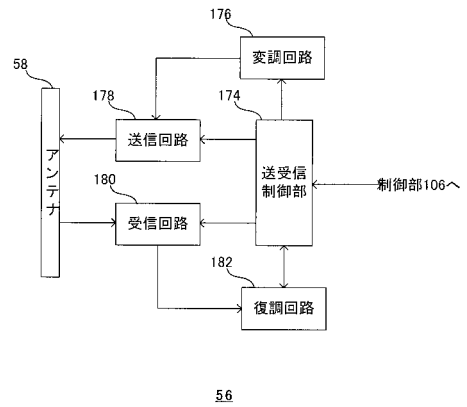 176
変調回路
58
178
174
送信回路
アンテナ
送受信
制御部
制御部106へ
180
受信回路
182
復調回路
56